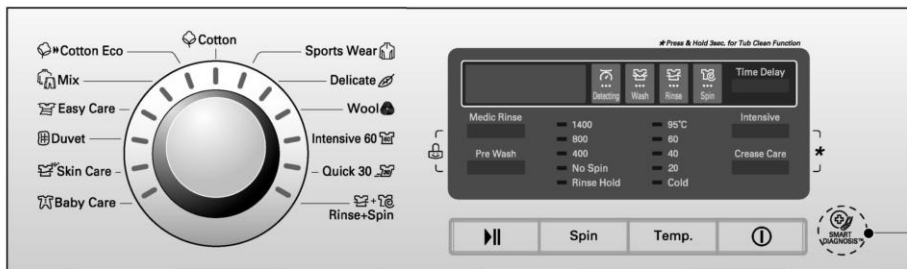 Cotton
Cotton Eco
Mix
Easy Care
Duvet
Skin Care
Baby Care
Sports Wear
Delicate
Wool
Intensive 60
Quick 30
Rinse+Spin
* Press & Hold 3sec. for Tub Clean Function
Detecting
Wash
Rinse
Spin
Time Delay
Medic Rinse
Pre Wash
1400
800
400
No Spin
Rinse Hold
95°C
60
40
20
Cold
Intensive
Crease Care
*
Spin
Temp.
SMART
DIAGNOSIS™